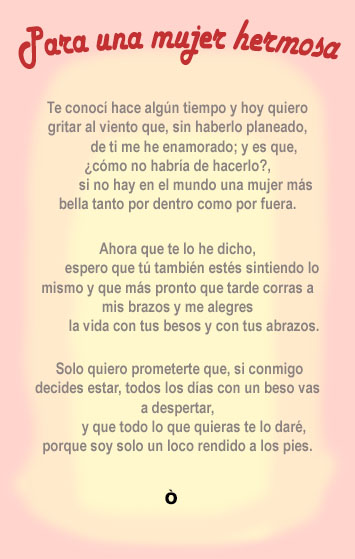 Para una mujer hermosa
Te conocí hace algún tiempo y hoy quiero
gritar al viento que, sin haberlo planeado,
de ti me he enamorado; y es que,
¿cómo no habría de hacerlo?,
si no hay en el mundo una mujer más
bella tanto por dentro como por fuera.
Ahora que te lo he dicho,
espero que tú también estés sintiendo lo
mismo y que más pronto que tarde corras a
mis brazos y me alegres
la vida con tus besos y con tus abrazos.
Solo quiero prometerte que, si conmigo
decides estar, todos los días con un beso vas
a despertar,
y que todo lo que quieras te lo daré,
porque soy solo un loco rendido a los pies.
Ò